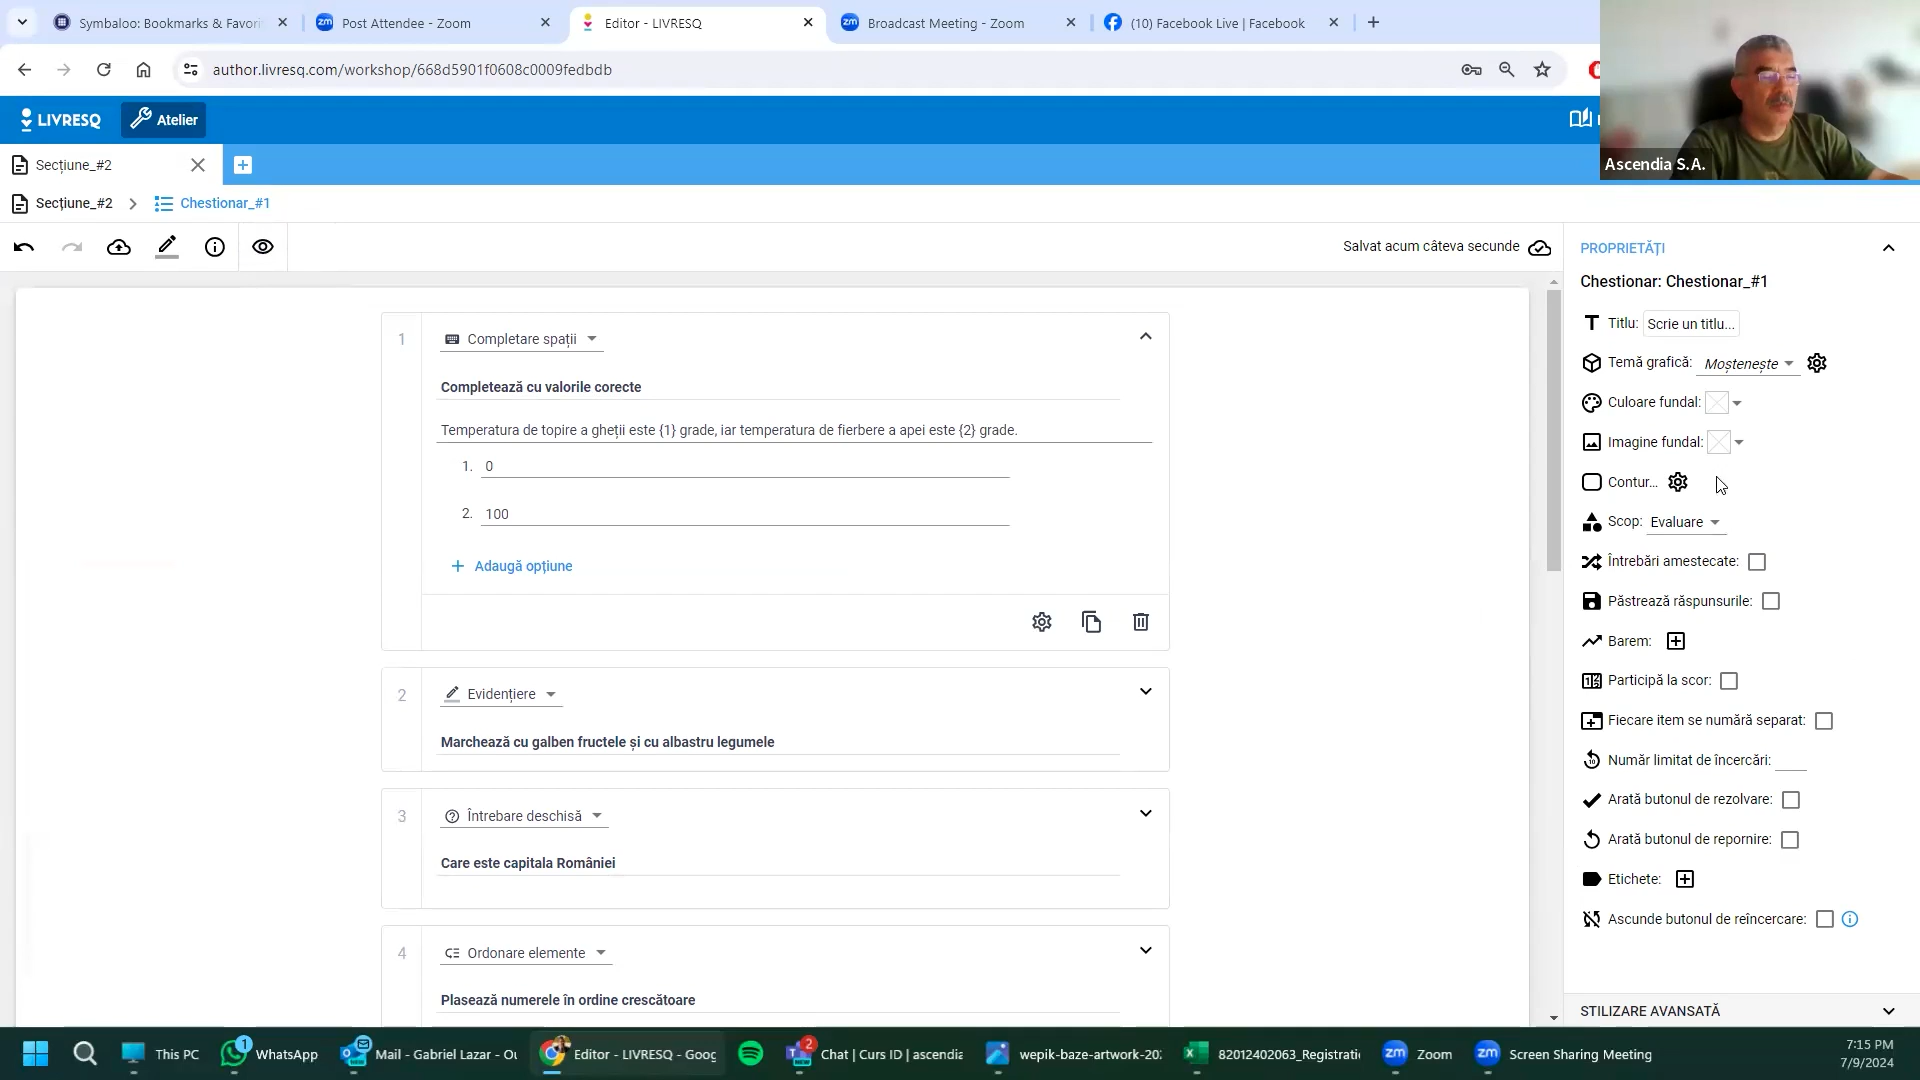 Symbaloo: Bookmarks & Favori
Post Attendee - Zoom
Editor - LIVRESQ
Broadcast Meeting - Zoom
(10) Facebook Live | Facebook
author.livresq.com/workshop/668d5901f0608c0009fedbdb
LIVRESQ
Atelier
Ascendia S.A.
Secțiune_#2
Secțiune_#2
Chestionar_#1
Salvat acum câteva secunde
1
Completare spații
Completează cu valorile corecte
Temperatura de topire a gheții este {1} grade, iar temperatura de fierbere a apei este {2} grade.
1. 0
2. 100
Adaugă opțiune
2
Evidențiere
Marchează cu galben fructele și cu albastru legumele
3
Întrebare deschisă
Care este capitala României
4
Ordonare elemente
Plasează numerele în ordine crescătoare
PROPRIETĂȚI
Chestionar: Chestionar_#1
Titlu: Scrie un titlu...
Temă grafică: Moștenește
Culoare fundal:
Imagine fundal:
Contur...
Scop: Evaluare
Întrebări amestecate:
Păstrează răspunsurile:
Barem:
Participă la scor:
Fiecare item se numără separat:
Număr limitat de încercări:
Arată butonul de rezolvare:
Arată butonul de repornire:
Etichete:
Ascunde butonul de reîncercare:
STILIZARE AVANSATĂ
This PC
1
WhatsApp
Mail - Gabriel Lazar - Ou
Editor - LIVRESQ - Goog
2
Chat | Curs ID | ascendia
wepik-baze-artwork-202
82012402063_Registrati
Zoom
Screen Sharing Meeting
7:15 PM
7/9/2024